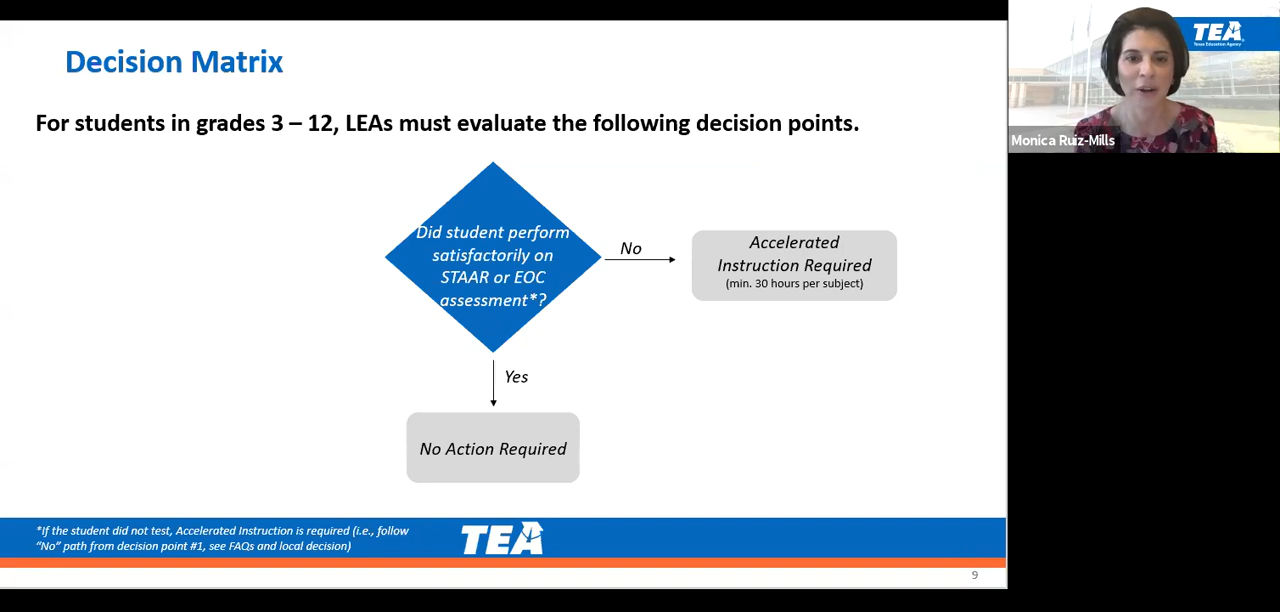 Decision Matrix
For students in grades 3 – 12, LEAs must evaluate the following decision points.
Did student perform
satisfactorily on
STAAR or EOC
assessment*?
No
Accelerated
Instruction Required
(min. 30 hours per subject)
Yes
No Action Required
*If the student did not test, Accelerated Instruction is required (i.e., follow
“No” path from decision point #1, see FAQs and local decision)
TEA
9
TEA
Texas Education Agency
Monica Ruiz-Mills